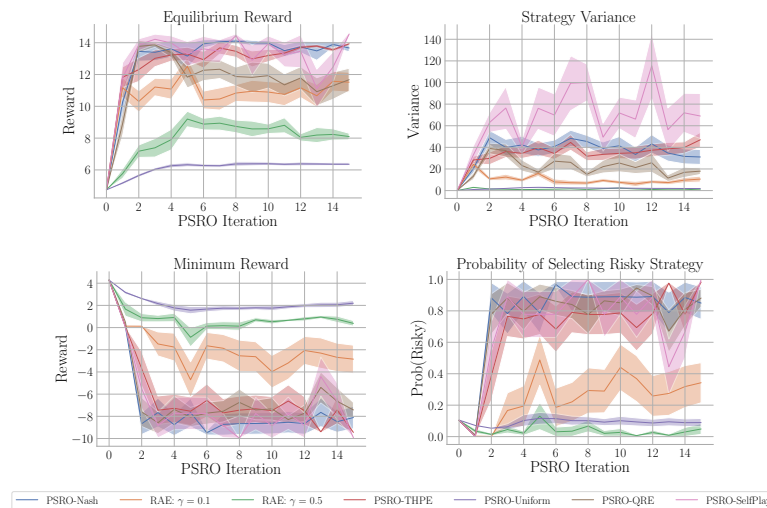 Equilibrium Reward
Strategy Variance
14
12
10
8
6
Reward
0 2 4 6 8 10 12 14
PSRO Iteration
140
120
100
80
60
40
20
0
Variance
0 2 4 6 8 10 12 14
PSRO Iteration
Minimum Reward
Probability of Selecting Risky Strategy
4
2
0
−2
−4
−6
−8
−10
Reward
0 2 4 6 8 10 12 14
PSRO Iteration
1.0
0.8
0.6
0.4
0.2
0.0
Prob(Risky)
0 2 4 6 8 10 12 14
PSRO Iteration
PSRO-Nash RAE: γ = 0.1 RAE: γ = 0.5 PSRO-THPE PSRO-Uniform PSRO-QRE PSRO-SelfPlay